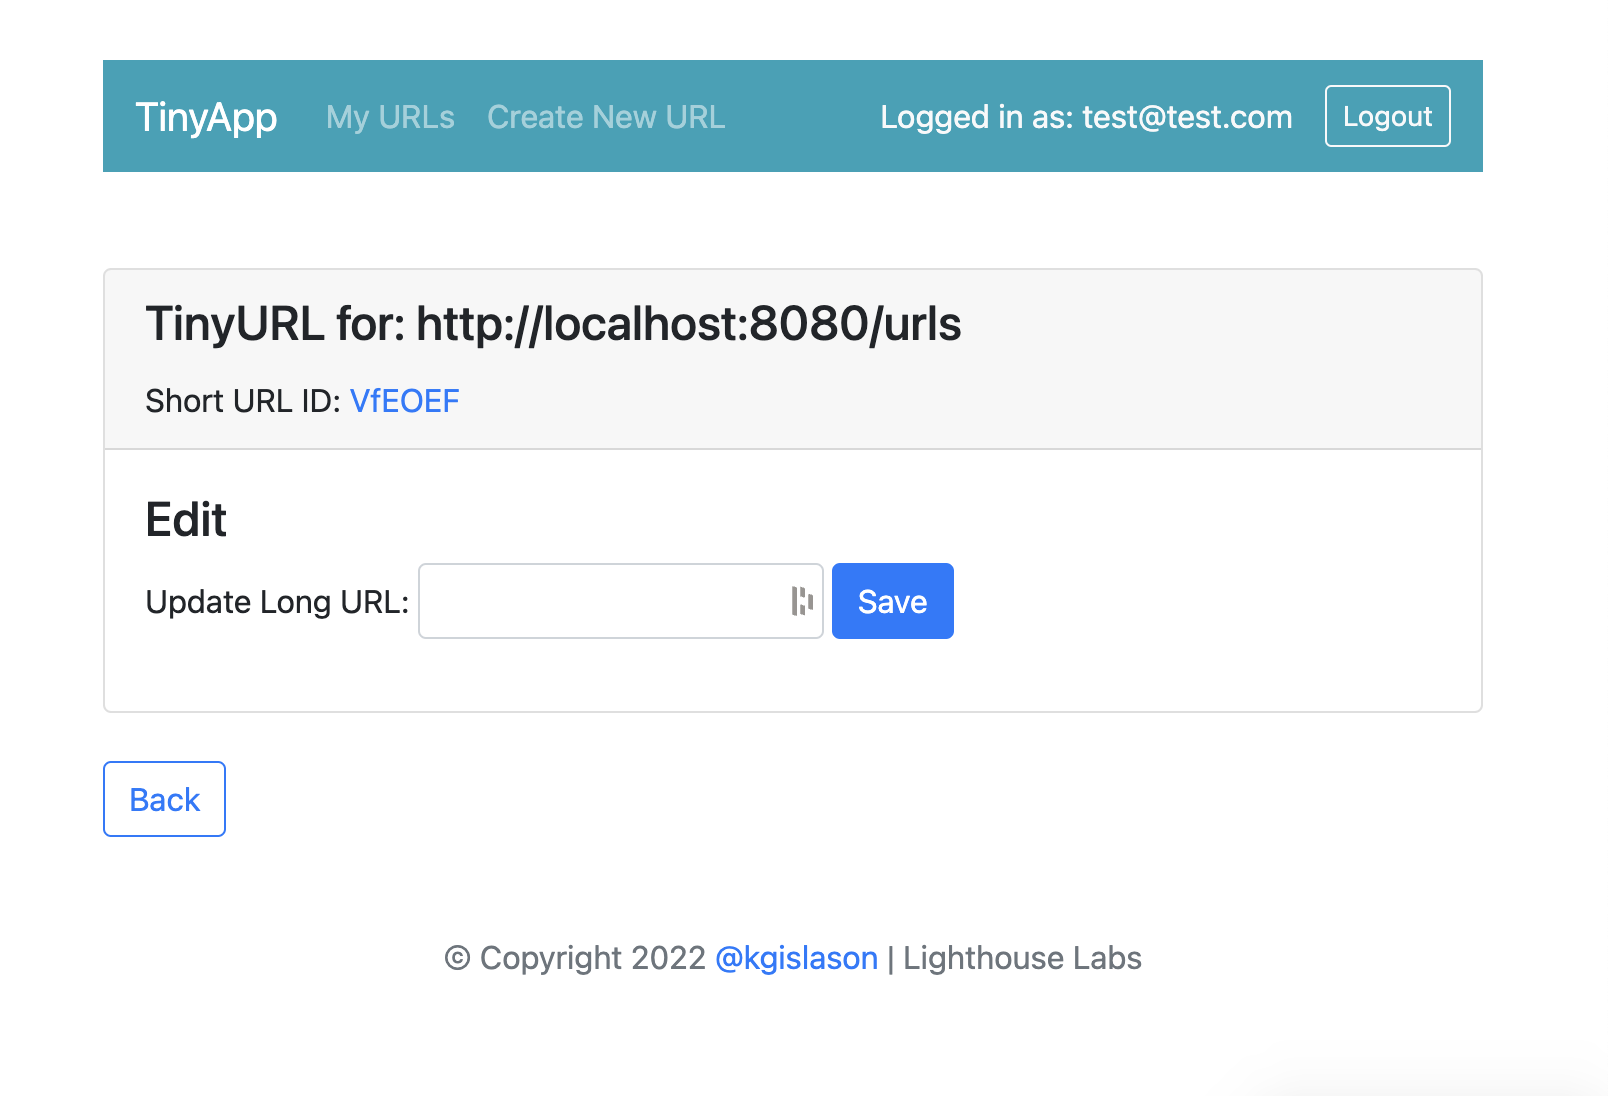 TinyApp My URLs Create New URL Logged in as: test@test.com Logout
TinyURL for: http://localhost:8080/urls
Short URL ID: VfEOEF
Edit
Update Long URL: Save
Back
© Copyright 2022 @kgislason | Lighthouse Labs